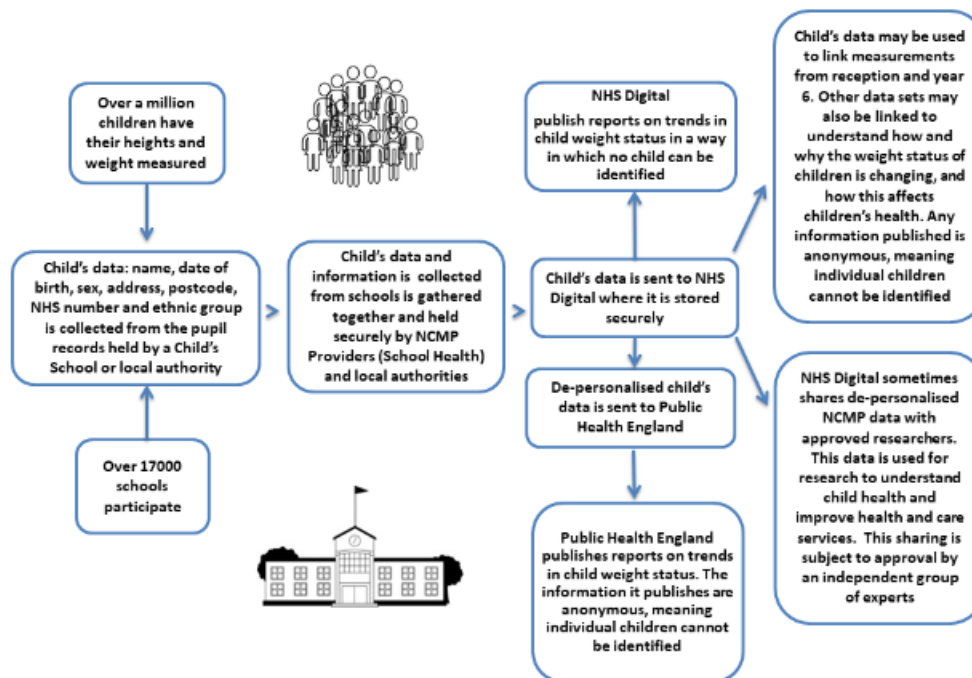 Over a million
children have
their heights and
weight measured
Child's data: name, date of
birth, sex, address, postcode,
NHS number and ethnic group
is collected from the pupil
records held by a Child's
School or local authority
Over 17000
schools
participate
Child's data and
information is collected
from schools is gathered
together and held
securely by NCMP
Providers (School Health)
and local authorities
NHS Digital
publish reports on trends in
child weight status in a way
in which no child can be
identified
Child's data is sent to NHS
Digital where it is stored
securely
De-personalised child's
data is sent to Public
Health England
Public Health England
publishes reports on trends
in child weight status. The
information it publishes are
anonymous, meaning
individual children cannot
be identified
Child's data may be used
to link measurements
from reception and year
6. Other data sets may
also be linked to
understand how and
why the weight status of
children is changing, and
how this affects
children's health. Any
information published is
anonymous, meaning
individual children
cannot be identified
NHS Digital sometimes
shares de-personalised
NCMP data with
approved researchers.
This data is used for
research to understand
child health and
improve health and care
services. This sharing is
subject to approval by
an independent group
of experts